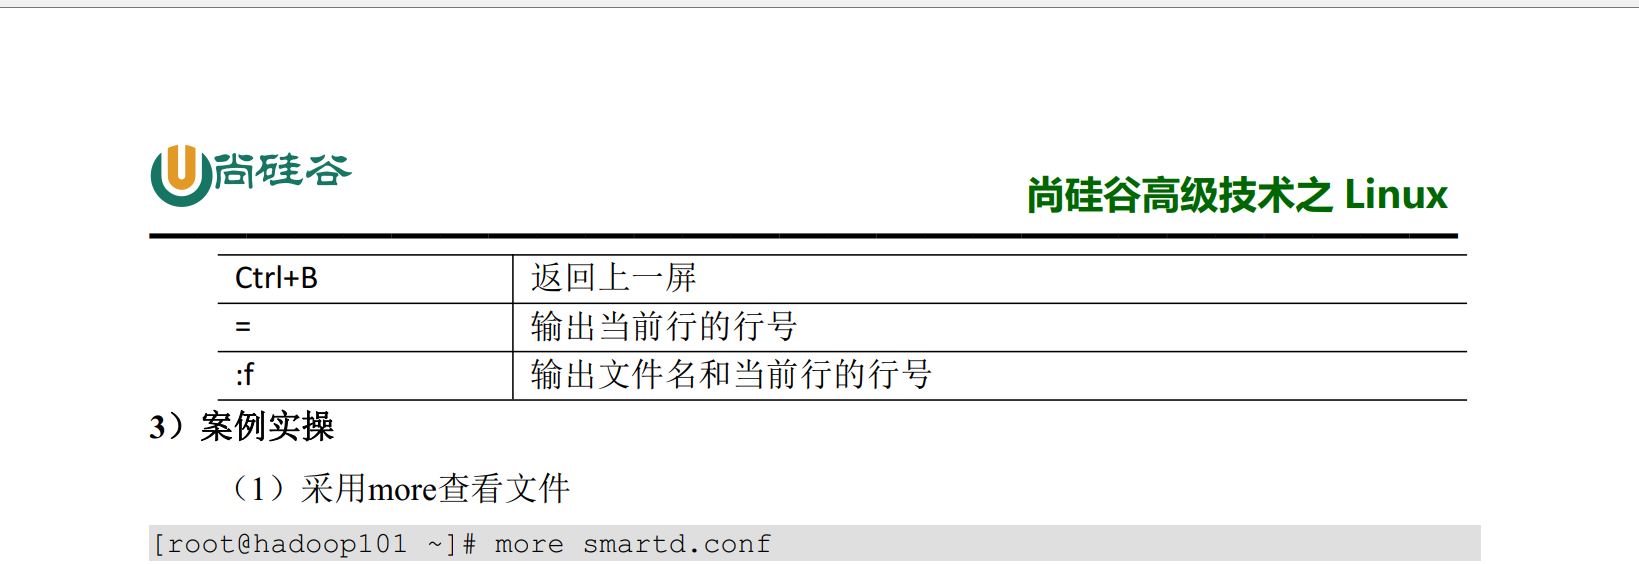 尚硅谷
尚硅谷高级技术之 Linux
Ctrl+B 返回上一屏
= 输出当前行的行号
:f 输出文件名和当前行的行号
3）案例实操
（1）采用more查看文件
[root@hadoop101 ~]# more smartd.conf